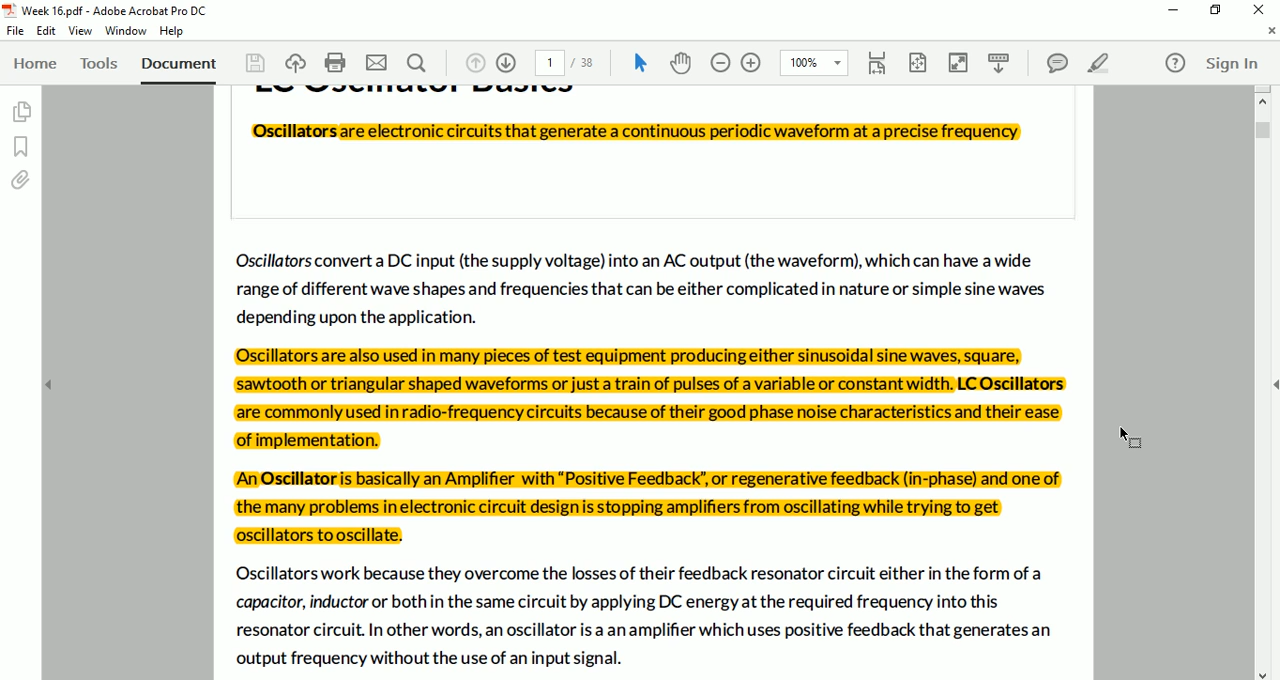 Week 16.pdf - Adobe Acrobat Pro DC
File Edit View Window Help
Home Tools Document 1 / 38 100% Sign In
LC Oscillator Basics
Oscillators are electronic circuits that generate a continuous periodic waveform at a precise frequency
Oscillators convert a DC input (the supply voltage) into an AC output (the waveform), which can have a wide
range of different wave shapes and frequencies that can be either complicated in nature or simple sine waves
depending upon the application.
Oscillators are also used in many pieces of test equipment producing either sinusoidal sine waves, square,
sawtooth or triangular shaped waveforms or just a train of pulses of a variable or constant width. LC Oscillators
are commonly used in radio-frequency circuits because of their good phase noise characteristics and their ease
of implementation.
An Oscillator is basically an Amplifier with “Positive Feedback”, or regenerative feedback (in-phase) and one of
the many problems in electronic circuit design is stopping amplifiers from oscillating while trying to get
oscillators to oscillate.
Oscillators work because they overcome the losses of their feedback resonator circuit either in the form of a
capacitor, inductor or both in the same circuit by applying DC energy at the required frequency into this
resonator circuit. In other words, an oscillator is a an amplifier which uses positive feedback that generates an
output frequency without the use of an input signal.